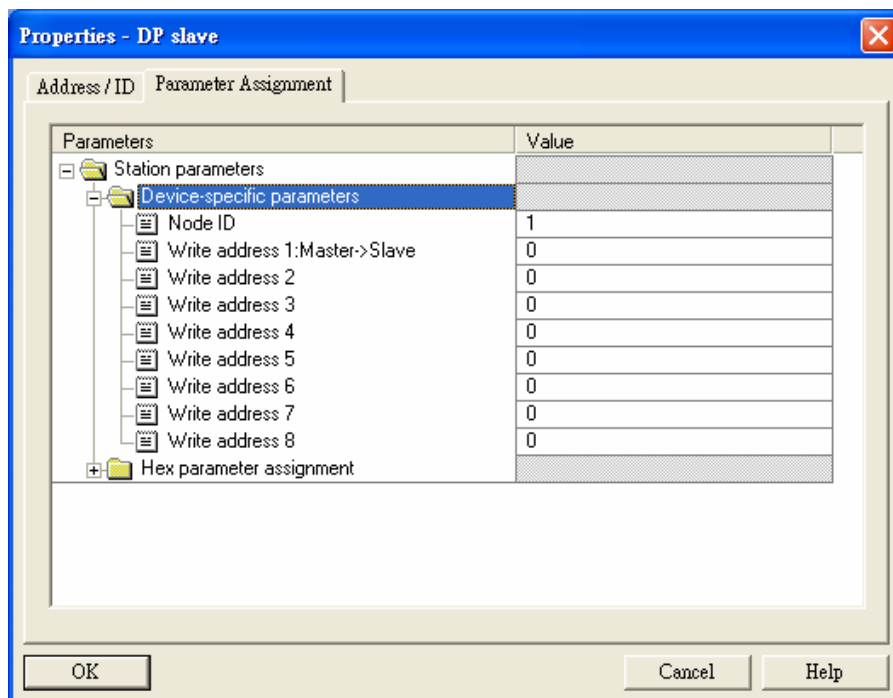 Properties - DP slave
Address / ID Parameter Assignment
Parameters Value
Station parameters
Device-specific parameters
Node ID 1
Write address 1:Master->Slave 0
Write address 2 0
Write address 3 0
Write address 4 0
Write address 5 0
Write address 6 0
Write address 7 0
Write address 8 0
Hex parameter assignment
OK Cancel Help